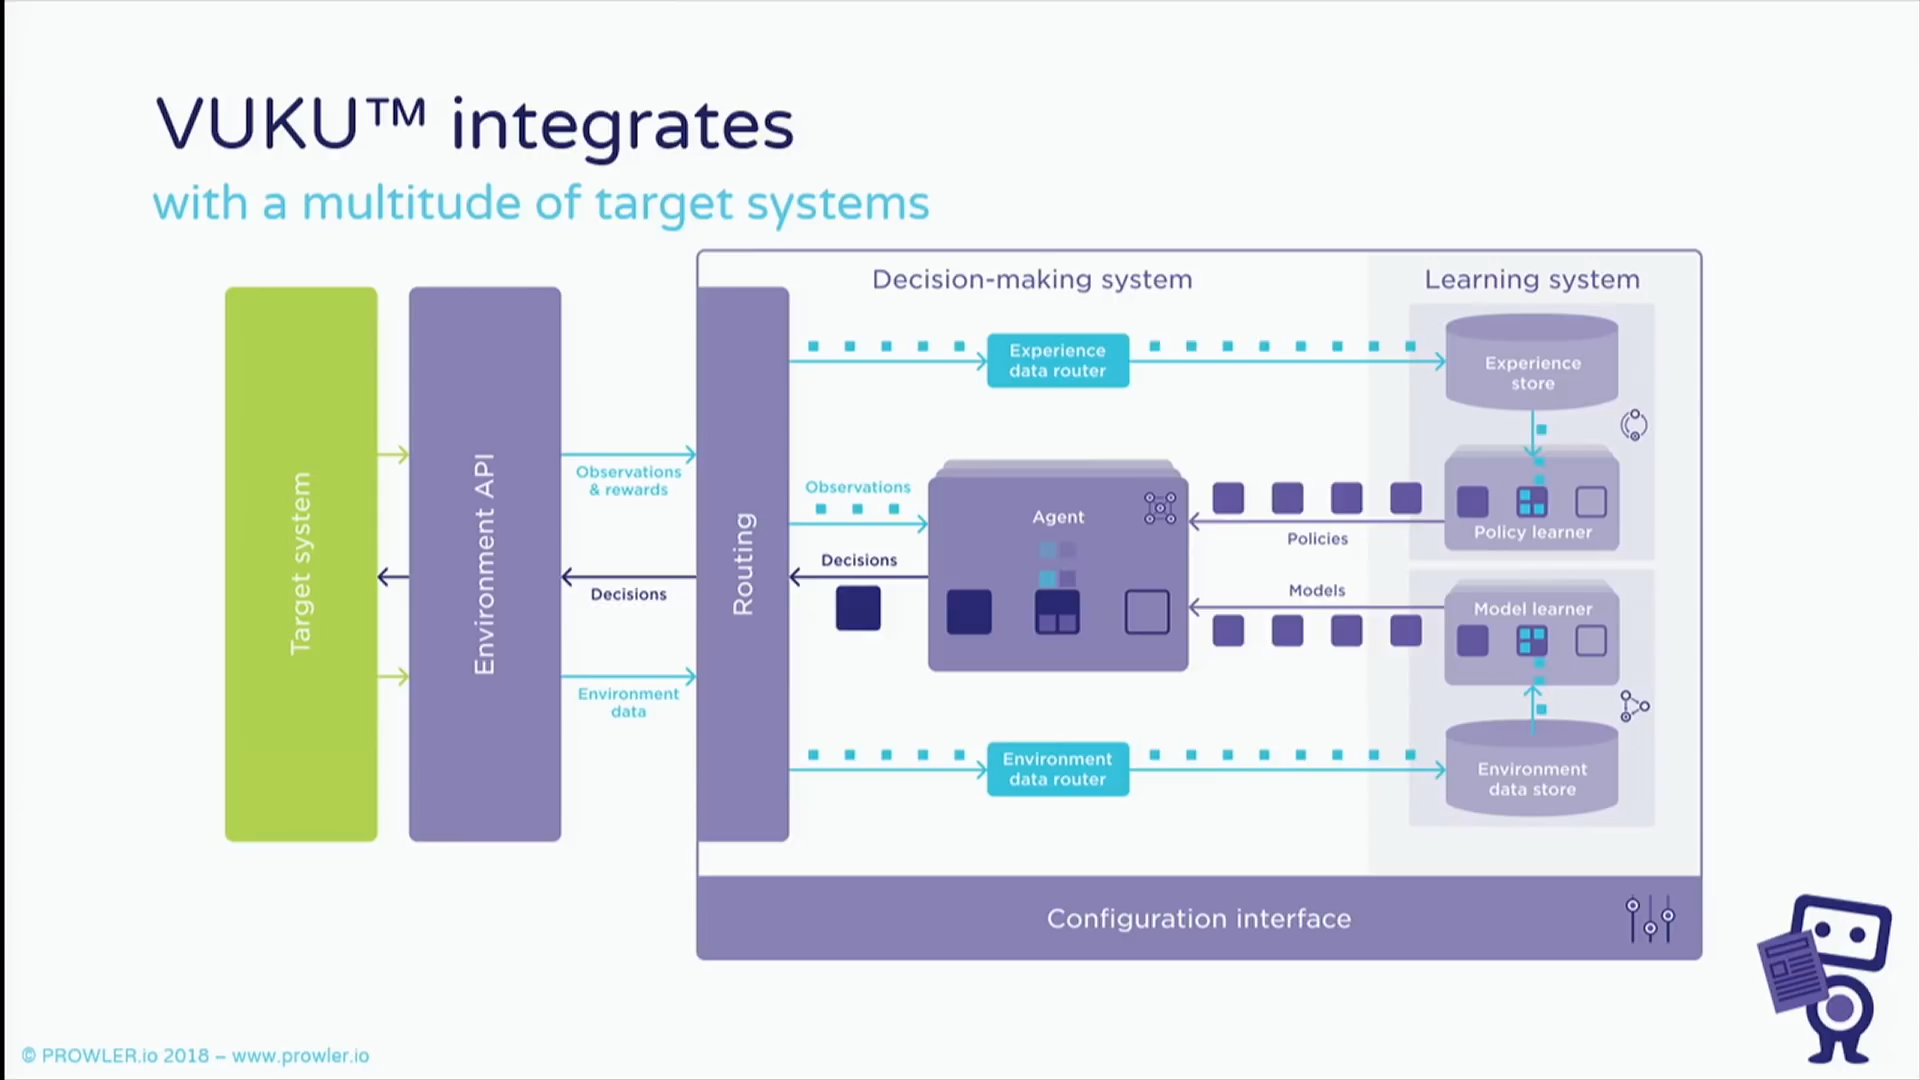 VUKU™ integrates
with a multitude of target systems
Decision-making system
Learning system
Target system
Environment API
Observations
& rewards
Decisions
Environment
data
Routing
Experience
data router
Observations
Decisions
Agent
Policies
Models
Environment
data router
Experience
store
Policy learner
Model learner
Environment
data store
Configuration interface
© PROWLER.io 2018 – www.prowler.io